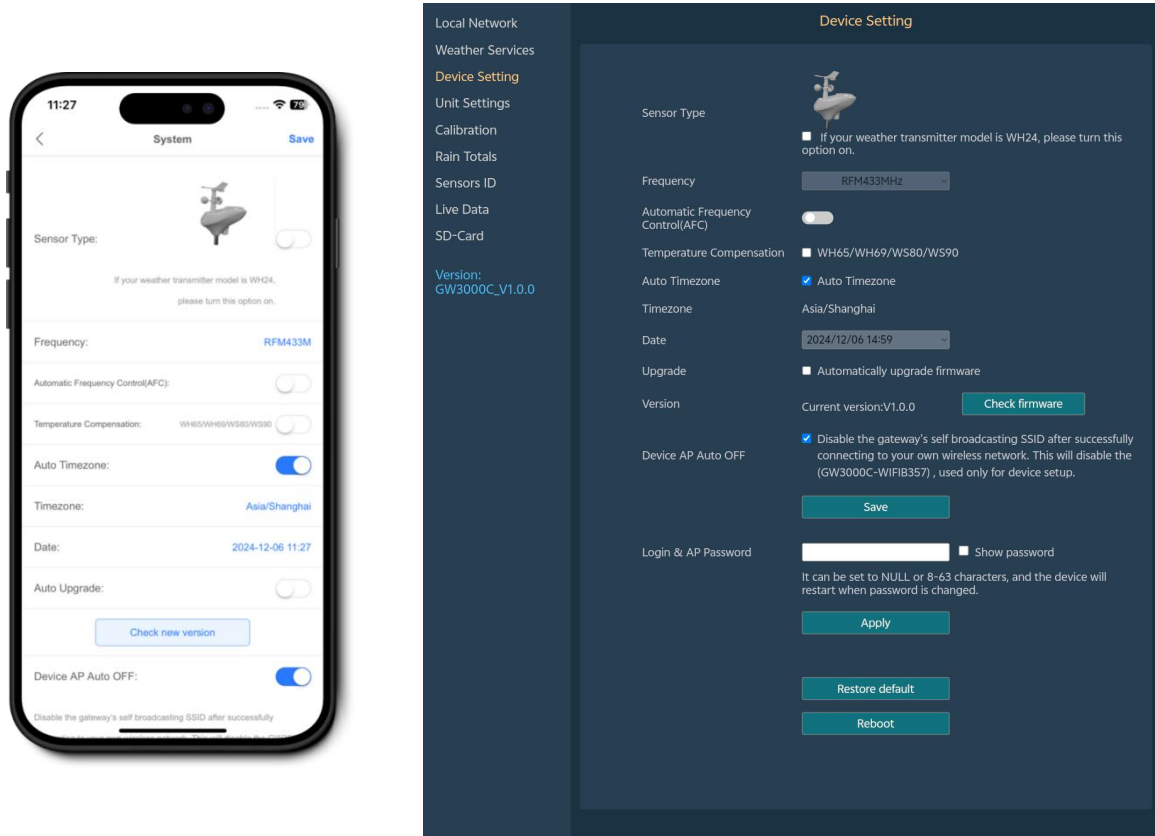 11:27
79
System
Save
Sensor Type:
If your weather transmitter model is WH24,
please turn this option on.
Frequency:
RFM433M
Automatic Frequency Control(AFC):
Temperature Compensation:
WH65/WH69/WS80/WS90
Auto Timezone:
Timezone:
Asia/Shanghai
Date:
2024-12-06 11:27
Auto Upgrade:
Check new version
Device AP Auto OFF:
Disable the gateway's self broadcasting SSID after successfully
Local Network
Weather Services
Device Setting
Unit Settings
Calibration
Rain Totals
Sensors ID
Live Data
SD-Card
Version:
GW3000C_V1.0.0
Device Setting
Sensor Type
If your weather transmitter model is WH24, please turn this
option on.
Frequency
RFM433MHz
Automatic Frequency
Control(AFC)
Temperature Compensation
WH65/WH69/WS80/WS90
Auto Timezone
Auto Timezone
Timezone
Asia/Shanghai
Date
2024/12/06 14:59
Upgrade
Automatically upgrade firmware
Version
Current version:V1.0.0
Check firmware
Device AP Auto OFF
Disable the gateway's self broadcasting SSID after successfully
connecting to your own wireless network. This will disable the
(GW3000C-WIFIB357) , used only for device setup.
Save
Login & AP Password
Show password
It can be set to NULL or 8-63 characters, and the device will
restart when password is changed.
Apply
Restore default
Reboot